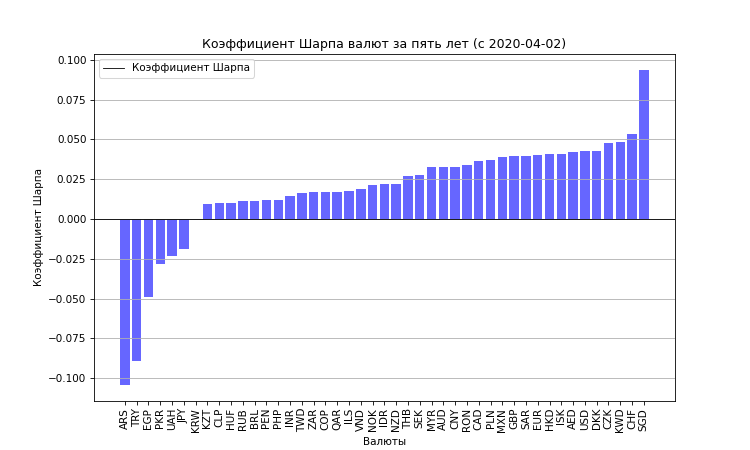 Коэффициент Шарпа валют за пять лет (с 2020-04-02)
Коэффициент Шарпа
0.100
0.075
0.050
0.025
0.000
−0.025
−0.050
−0.075
−0.100
Коэффициент Шарпа
ARS TRY EGP PKR UAH JPY KRW KZT CLP HUF RUB BRL PEN PHP INR TWD ZAR COP QAR ILS VND NOK IDR NZD THB SEK MYR AUD CNY RON CAD PLN MXN GBP SAR EUR HKD ISK AED USD DKK CZK KWD CHF SGD
Валюты